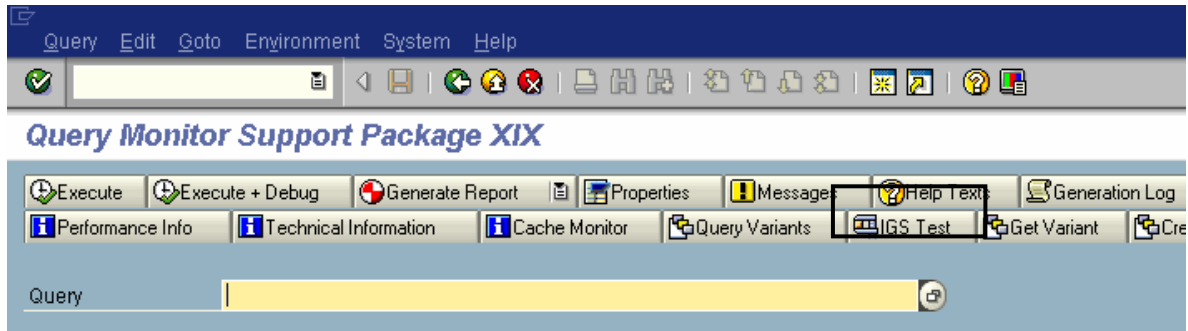 Query Edit Goto Environment System Help
Query Monitor Support Package XIX
Execute Execute + Debug Generate Report Properties Messages Help Texts Generation Log
Performance Info Technical Information Cache Monitor Query Variants IGS Test Get Variant Cre
Query